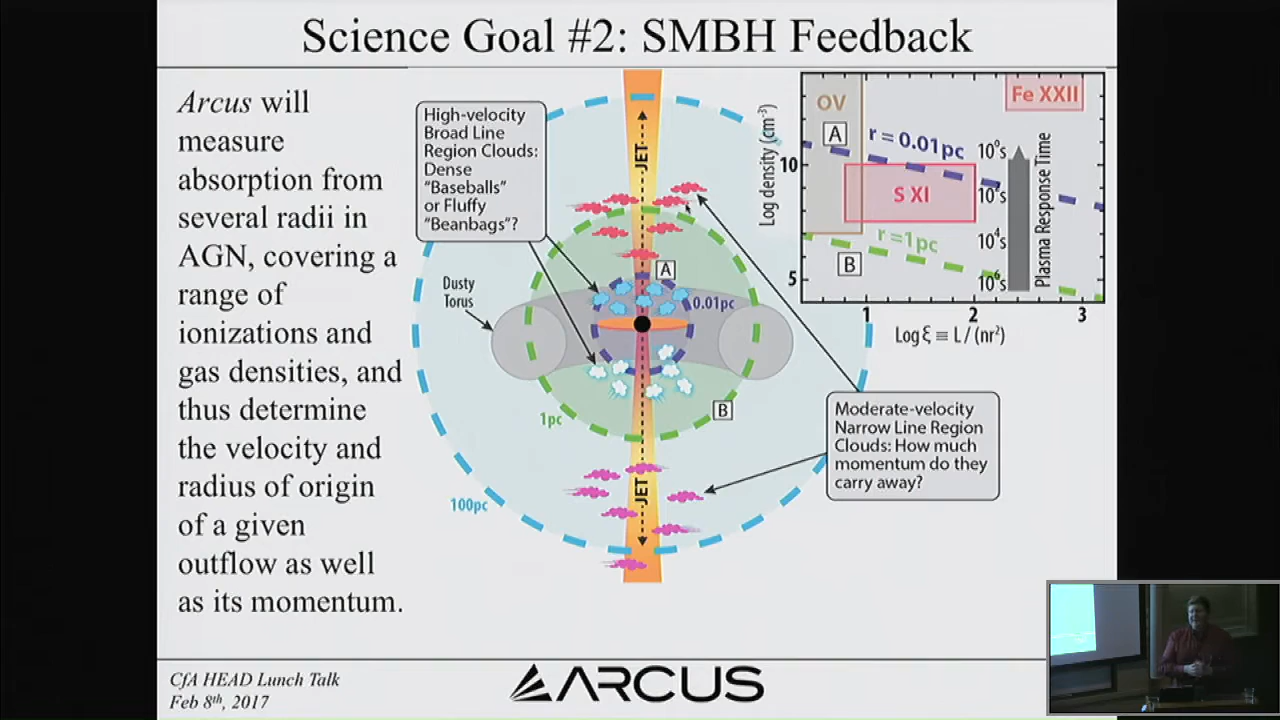 Science Goal #2: SMBH Feedback
Arcus will
measure
absorption from
several radii in
AGN, covering a
range of
ionizations and
gas densities, and
thus determine
the velocity and
radius of origin
of a given
outflow as well
as its momentum.
High-velocity
Broad Line
Region Clouds:
Dense
"Baseballs"
or Fluffy
"Beanbags"?
Dusty
Torus
JET
A
0.01pc
1pc
B
100pc
JET
Moderate-velocity
Narrow Line Region
Clouds: How much
momentum do they
carry away?
Log density (cm⁻³)
10
5
OV
Fe XXII
A
r = 0.01pc
S XI
r = 1pc
B
10⁰s
10²s
10⁴s
10⁶s
Plasma Response Time
1 2 3
Log ξ ≡ L / (nr²)
CfA HEAD Lunch Talk
Feb 8th, 2017
ARCUS